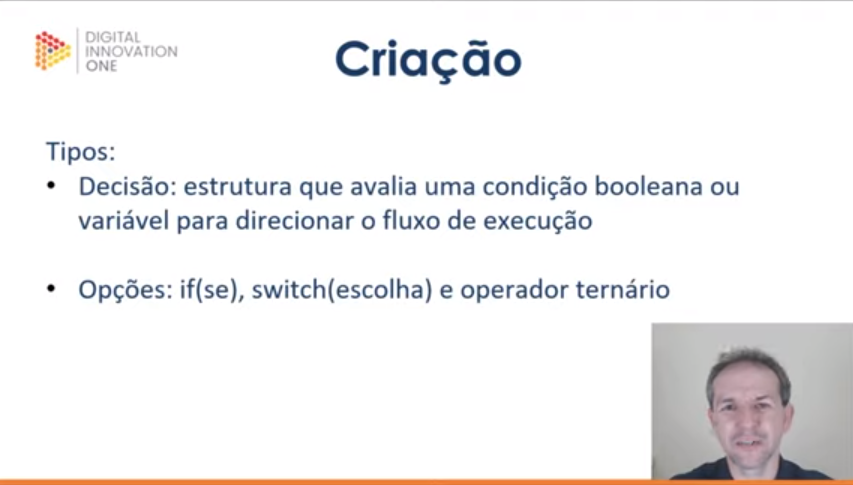 DIGITAL
INNOVATION
ONE
Criação
Tipos:
• Decisão: estrutura que avalia uma condição booleana ou
variável para direcionar o fluxo de execução
• Opções: if(se), switch(escolha) e operador ternário